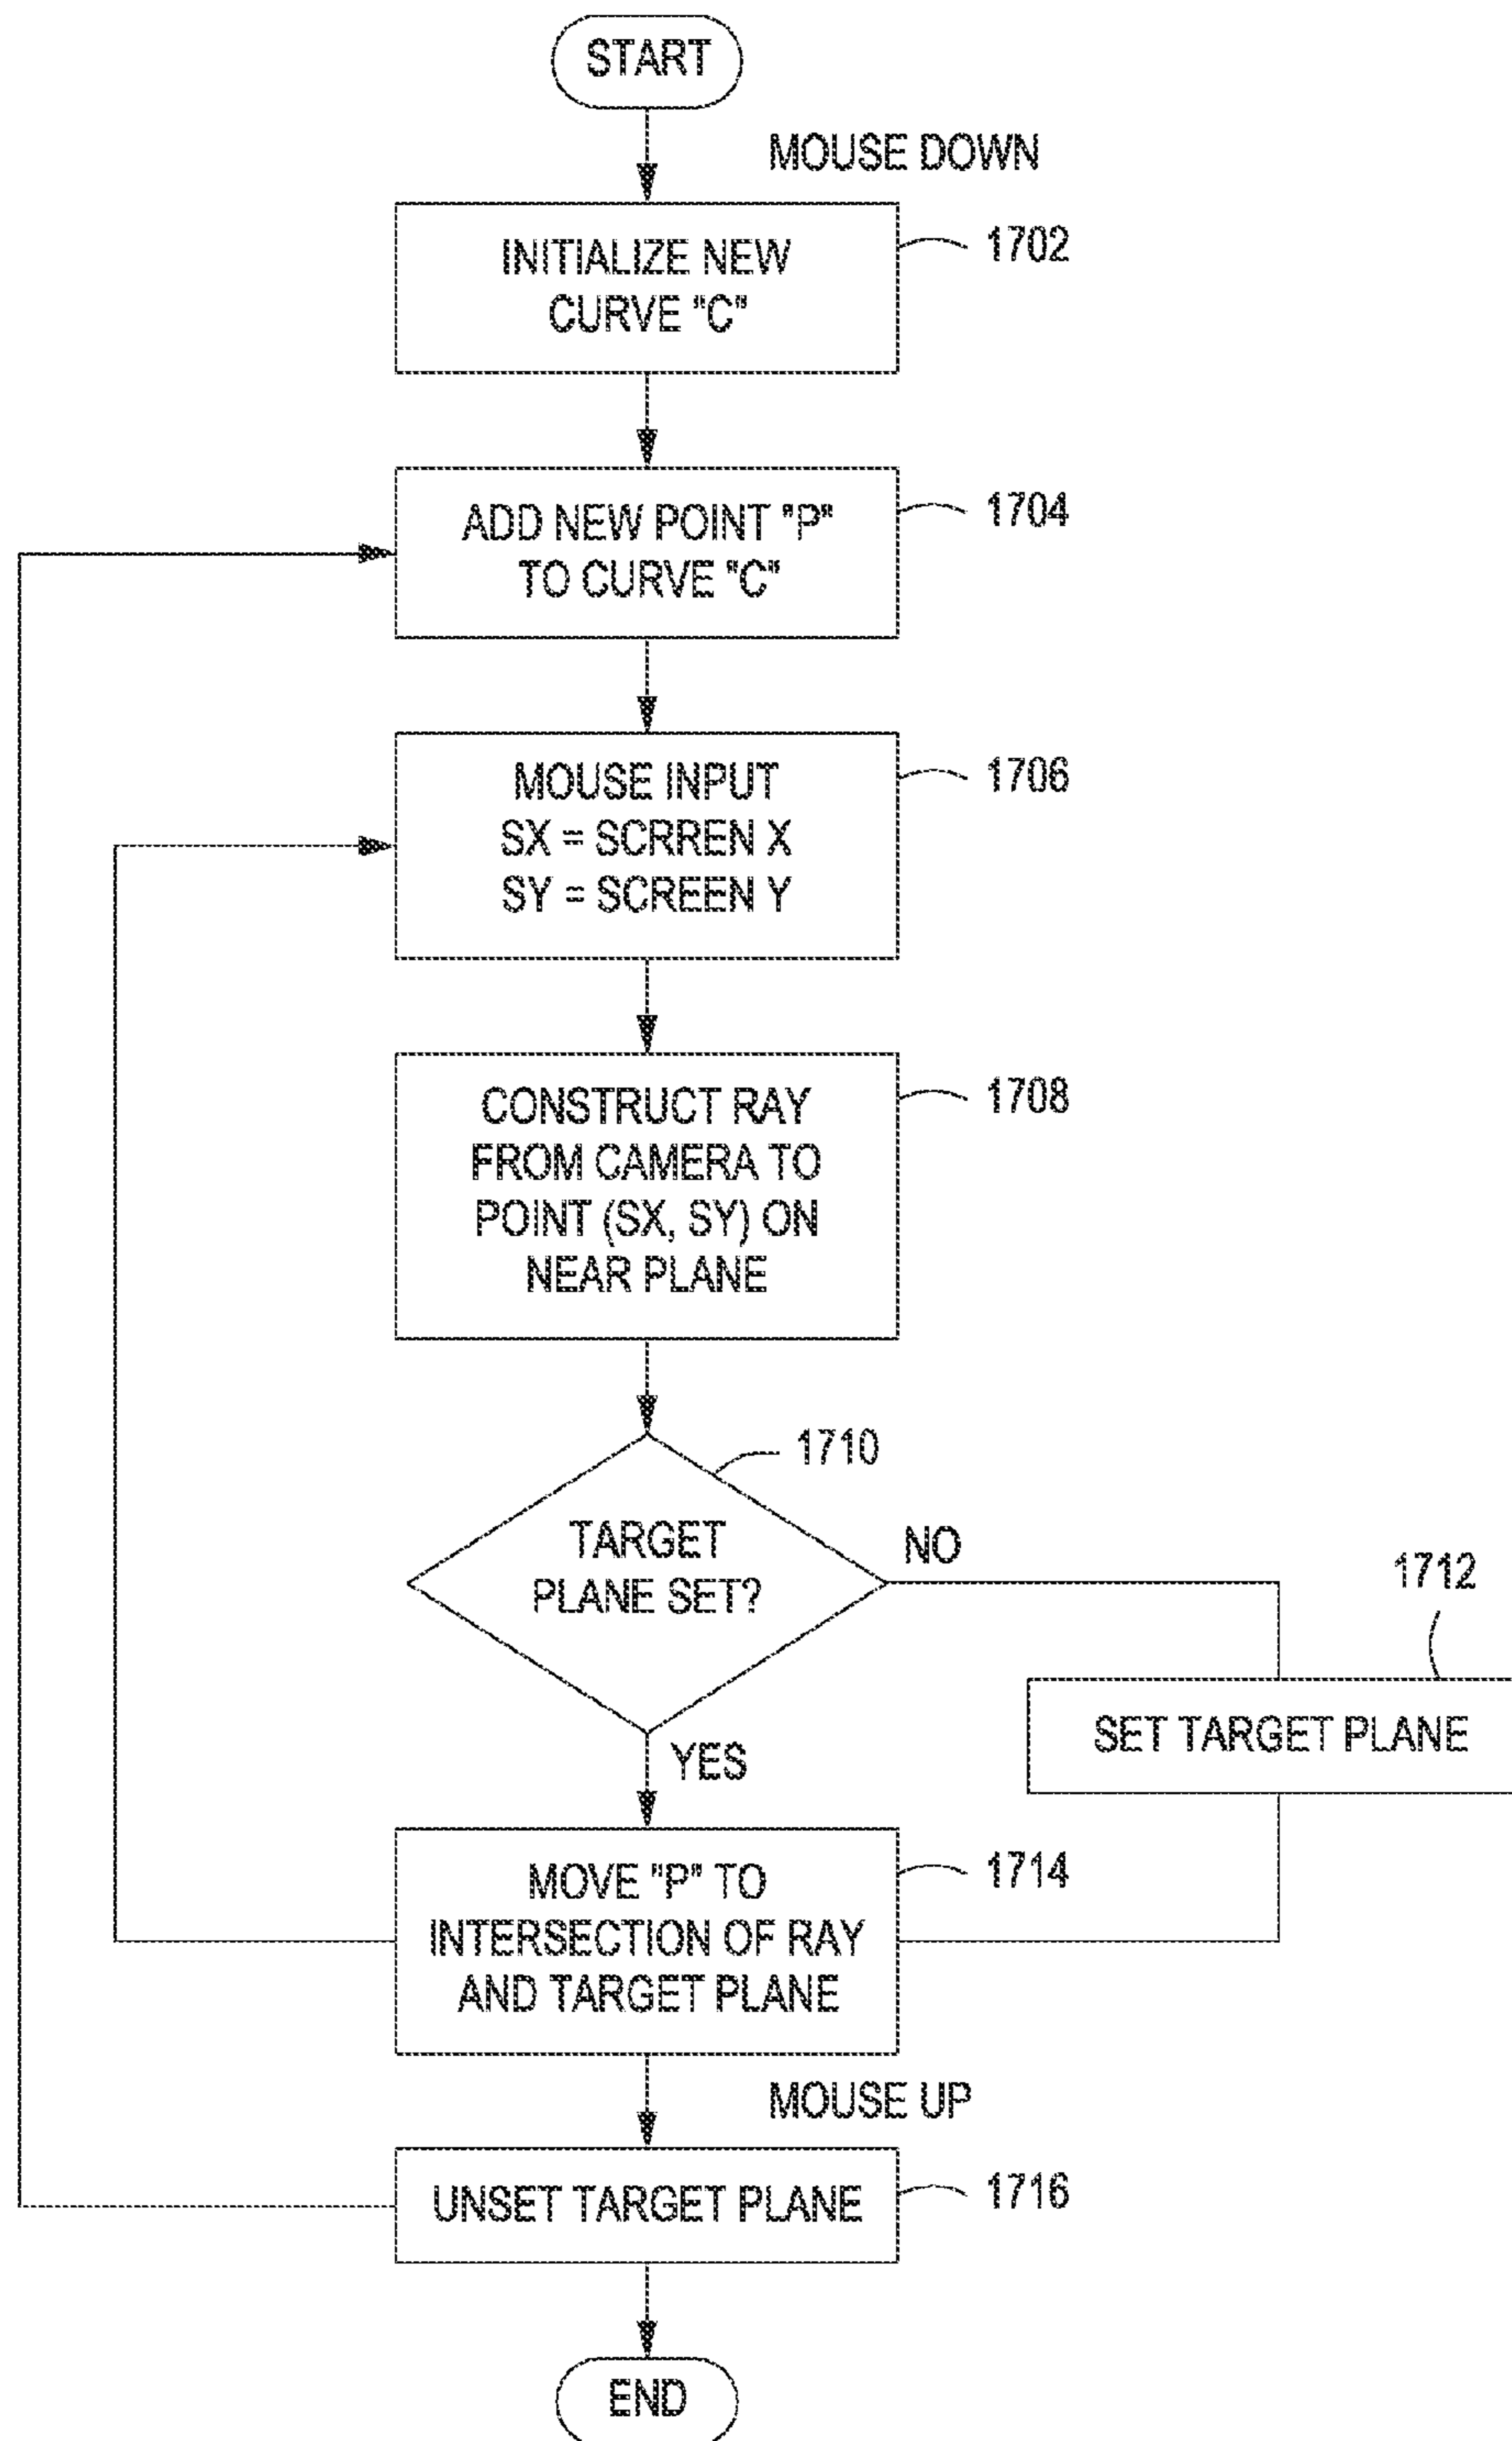 START
MOUSE DOWN
INITIALIZE NEW
CURVE "C"
1702
ADD NEW POINT "P"
TO CURVE "C"
1704
MOUSE INPUT
SX = SCRREN X
SY = SCREEN Y
1706
CONSTRUCT RAY
FROM CAMERA TO
POINT (SX, SY) ON
NEAR PLANE
1708
TARGET
PLANE SET?
1710
NO
1712
SET TARGET PLANE
YES
MOVE "P" TO
INTERSECTION OF RAY
AND TARGET PLANE
1714
MOUSE UP
UNSET TARGET PLANE
1716
END